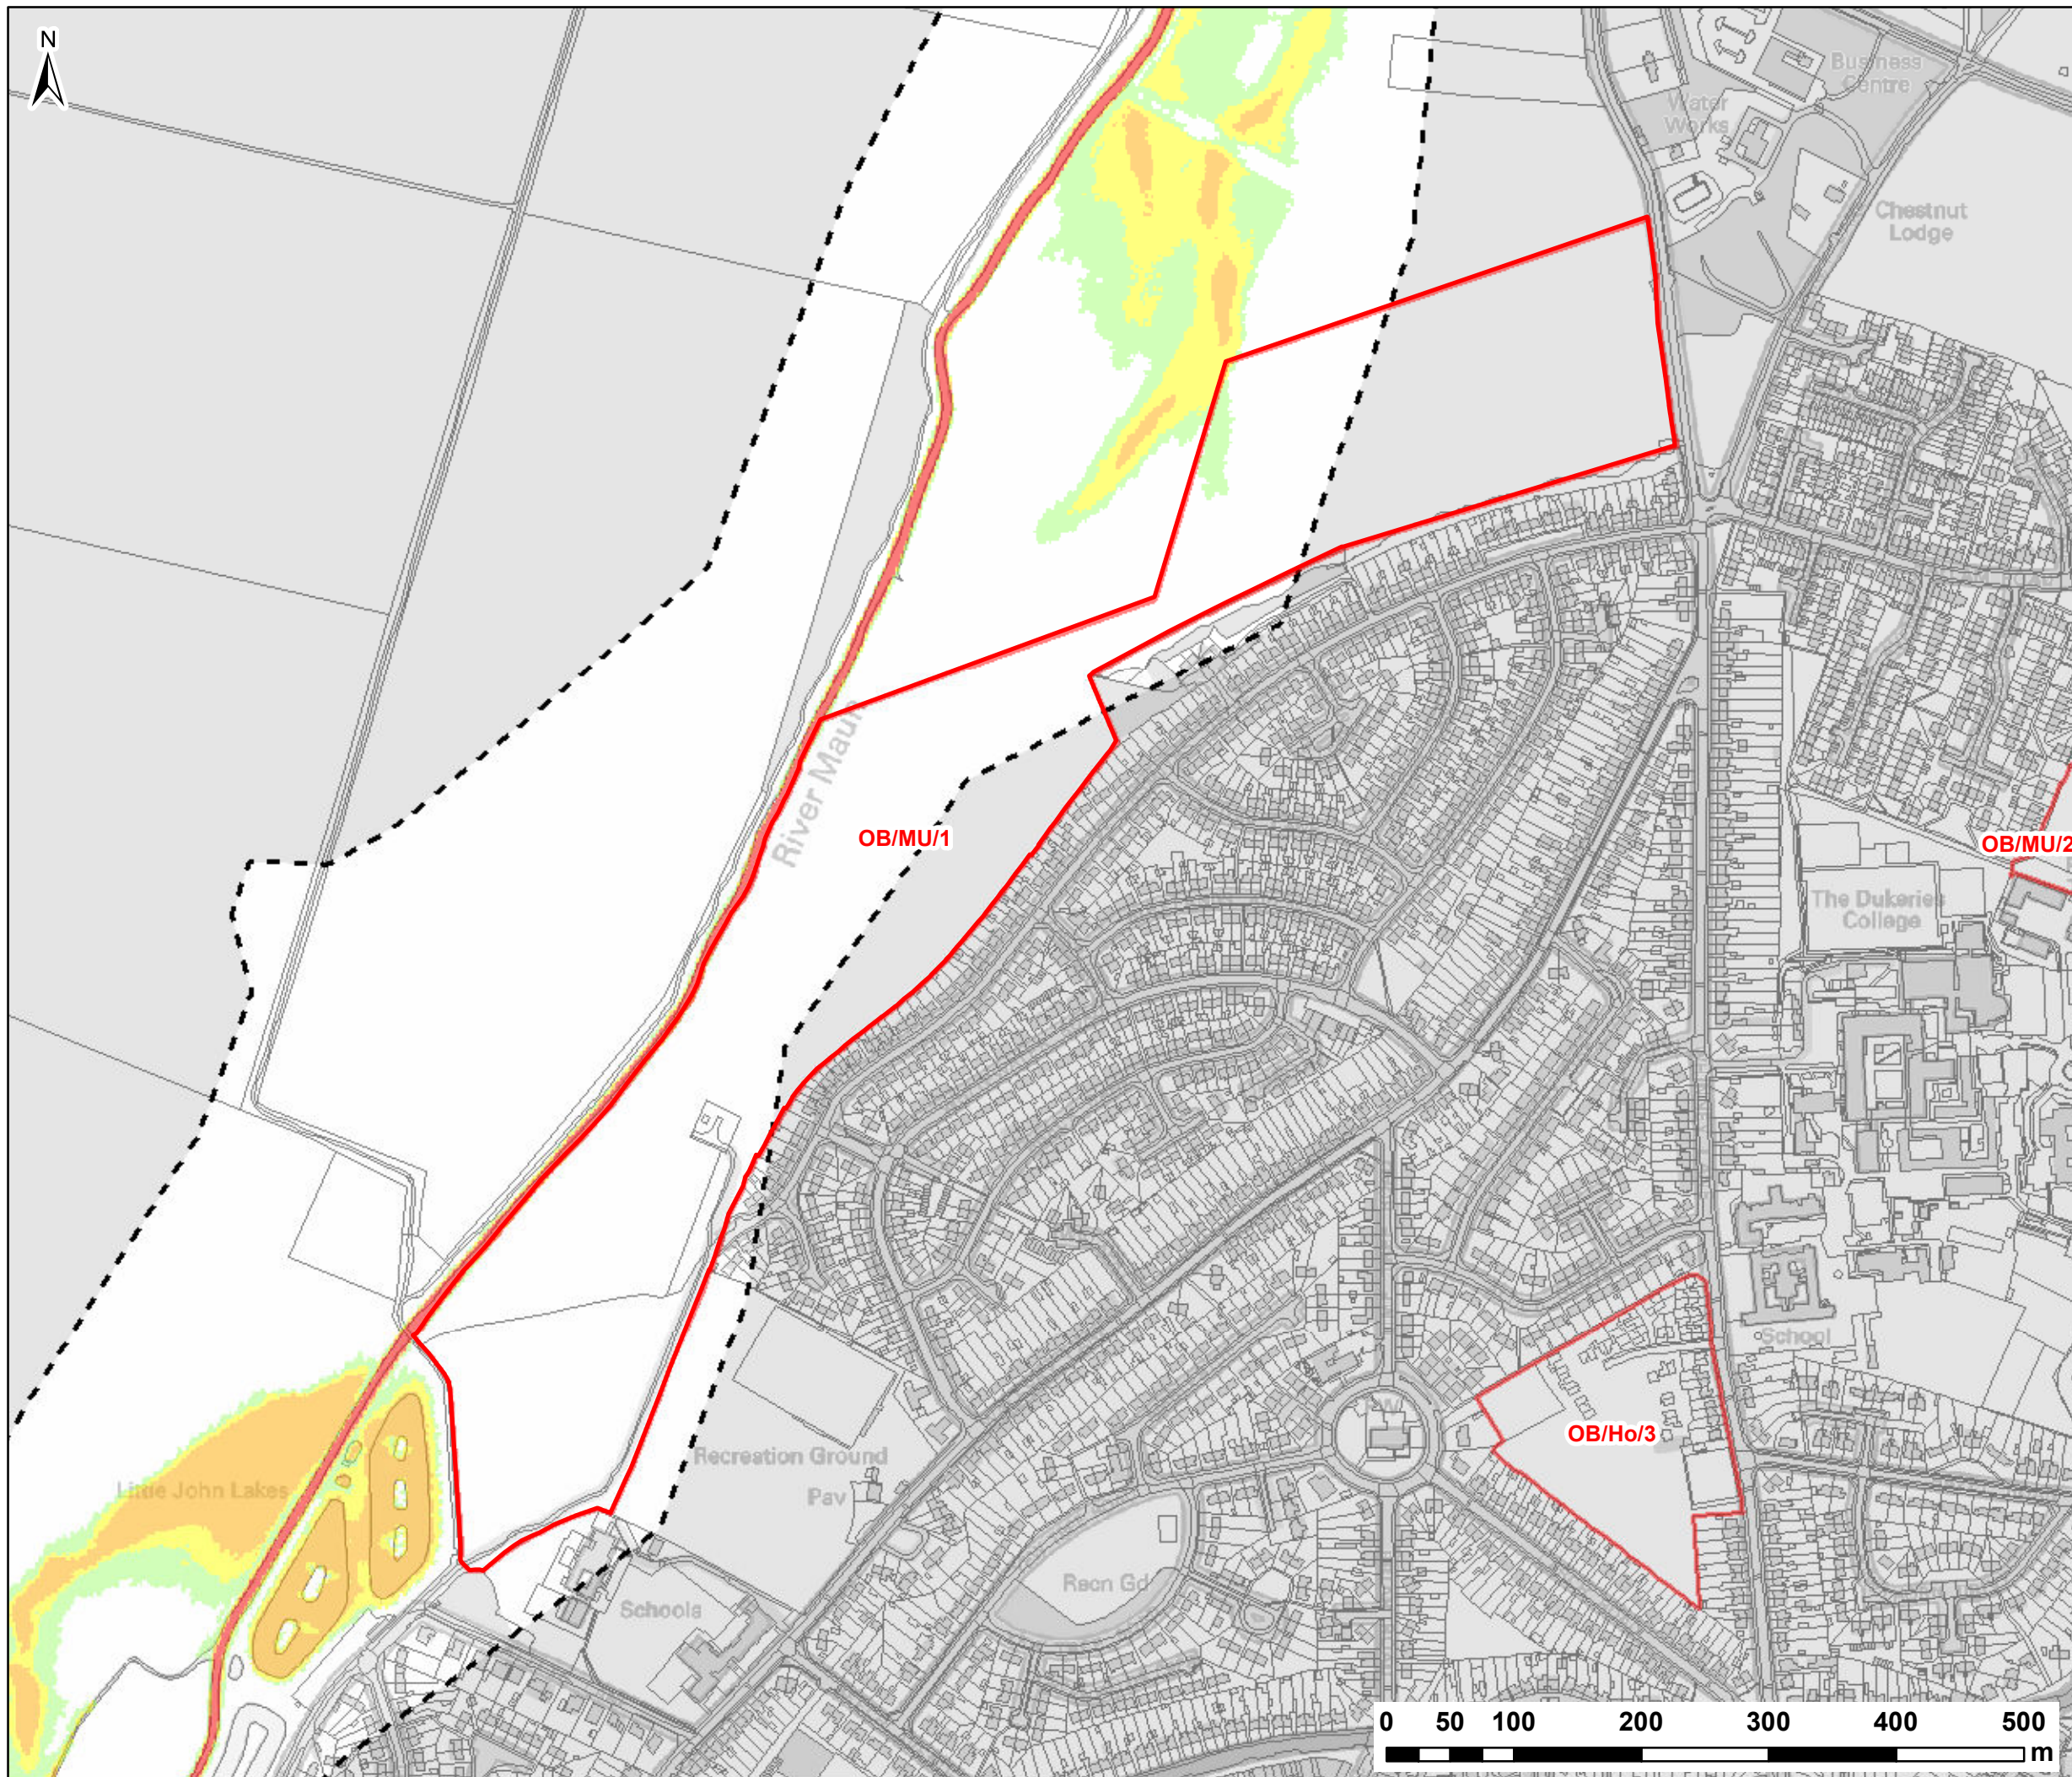 N
Business
Centre
Water
Works
Chestnut
Lodge
River Maun
OB/MU/1
OB/MU/2
The Dukeries
College
School
OB/Ho/3
Recreation Ground
Pav
Little John Lakes
Recn Gd
Schools
0 50 100 200 300 400 500
m